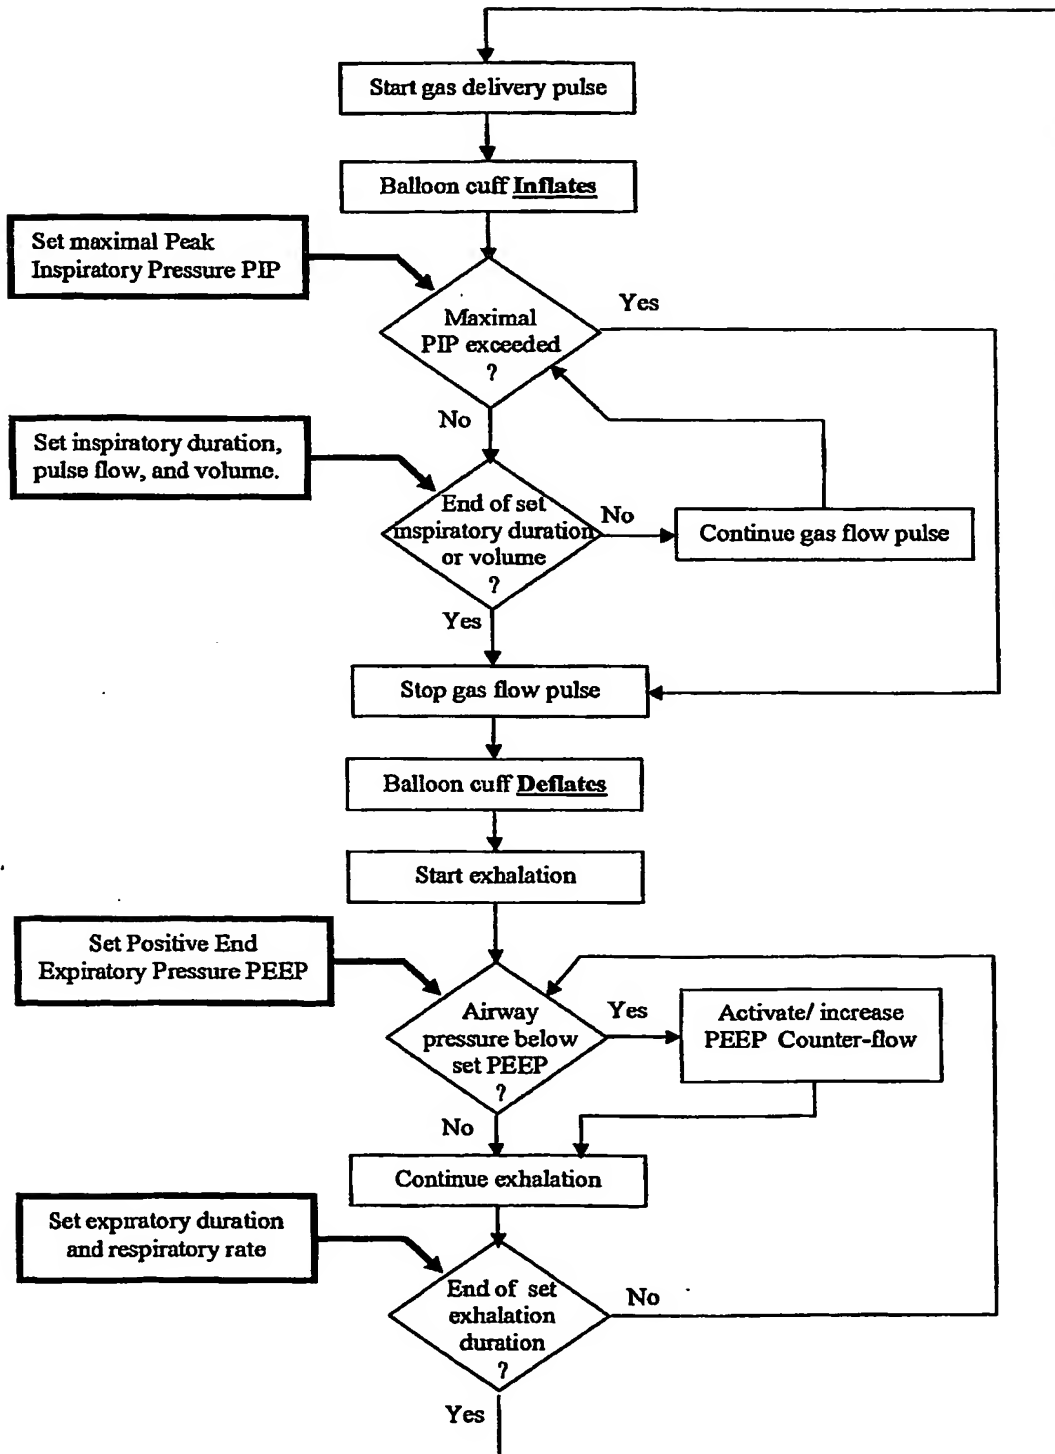 Start gas delivery pulse
Balloon cuff Inflates
Set maximal Peak
Inspiratory Pressure PIP
Yes
Maximal
PIP exceeded
?
No
Set inspiratory duration,
pulse flow, and volume.
End of set
inspiratory duration
or volume
?
No
Continue gas flow pulse
Yes
Stop gas flow pulse
Balloon cuff Deflates
Start exhalation
Set Positive End
Expiratory Pressure PEEP
Airway
pressure below
set PEEP
?
Yes
Activate/ increase
PEEP Counter-flow
No
Continue exhalation
Set expiratory duration
and respiratory rate
End of set
exhalation
duration
?
No
Yes